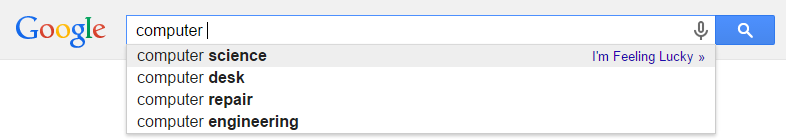 Google computer
computer science I'm Feeling Lucky »
computer desk
computer repair
computer engineering